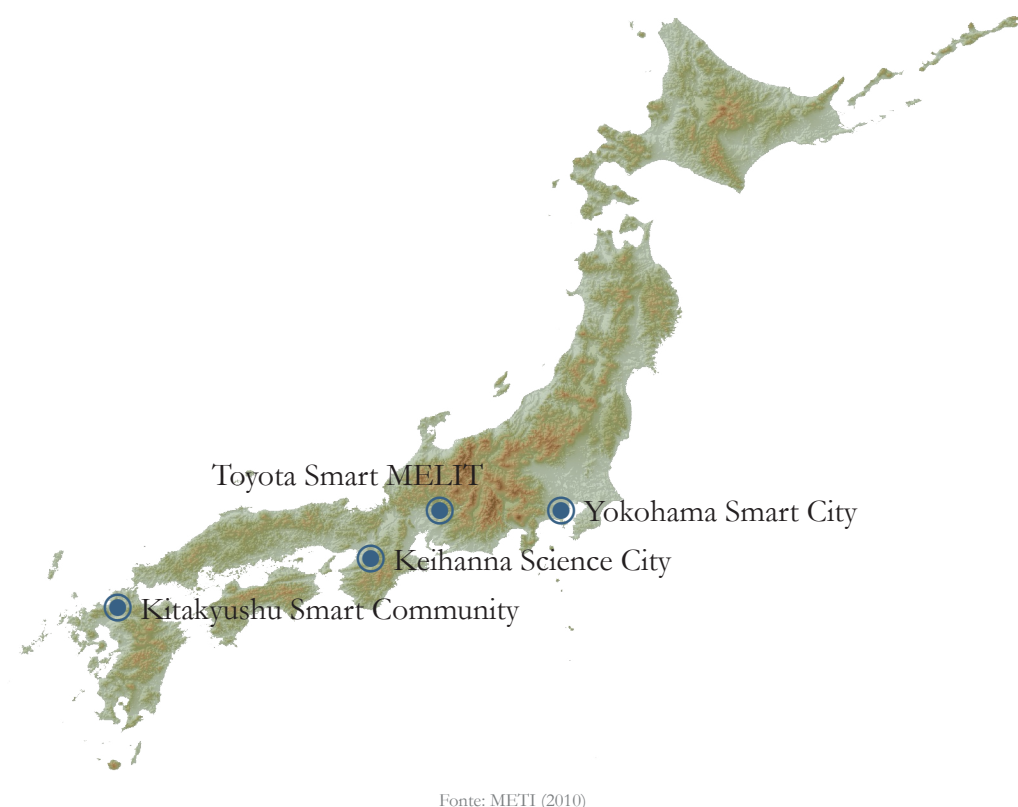 Toyota Smart MELIT
Yokohama Smart City
Keihanna Science City
Kitakyushu Smart Community
Fonte: METI (2010)